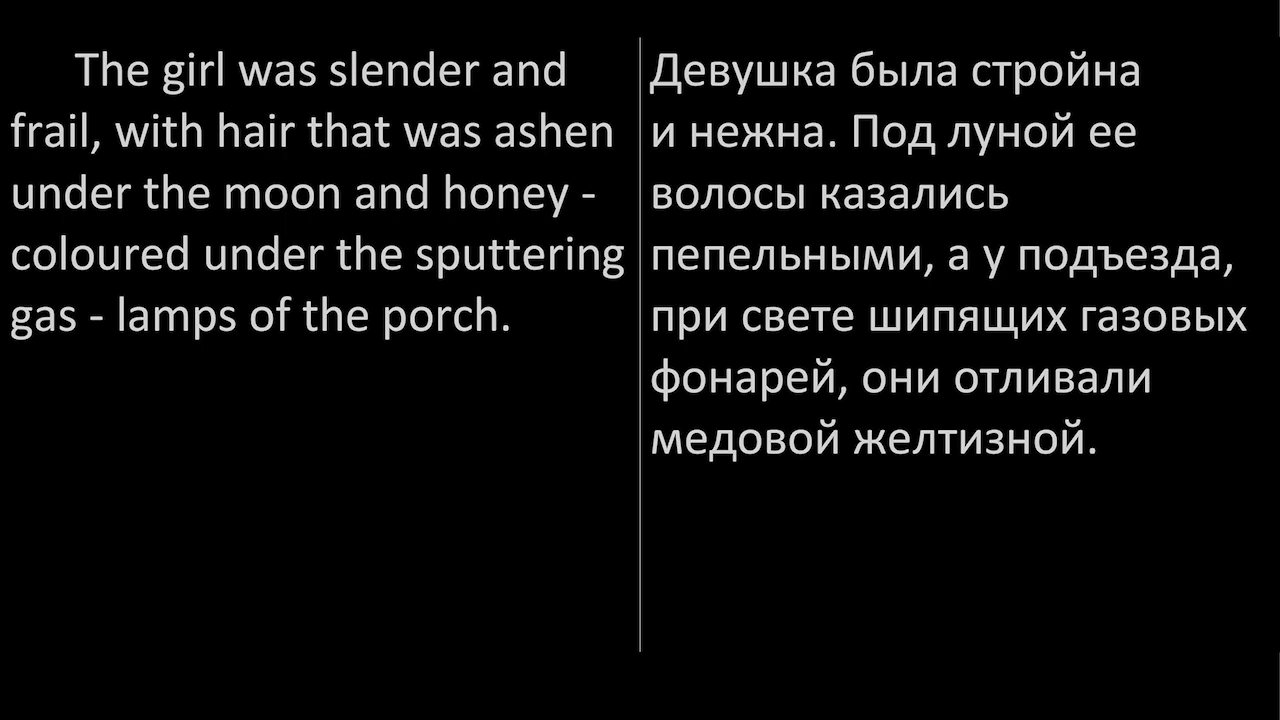 The girl was slender and
frail, with hair that was ashen
under the moon and honey -
coloured under the sputtering
gas - lamps of the porch.
Девушка была стройна
и нежна. Под луной ее
волосы казались
пепельными, а у подъезда,
при свете шипящих газовых
фонарей, они отливали
медовой желтизной.